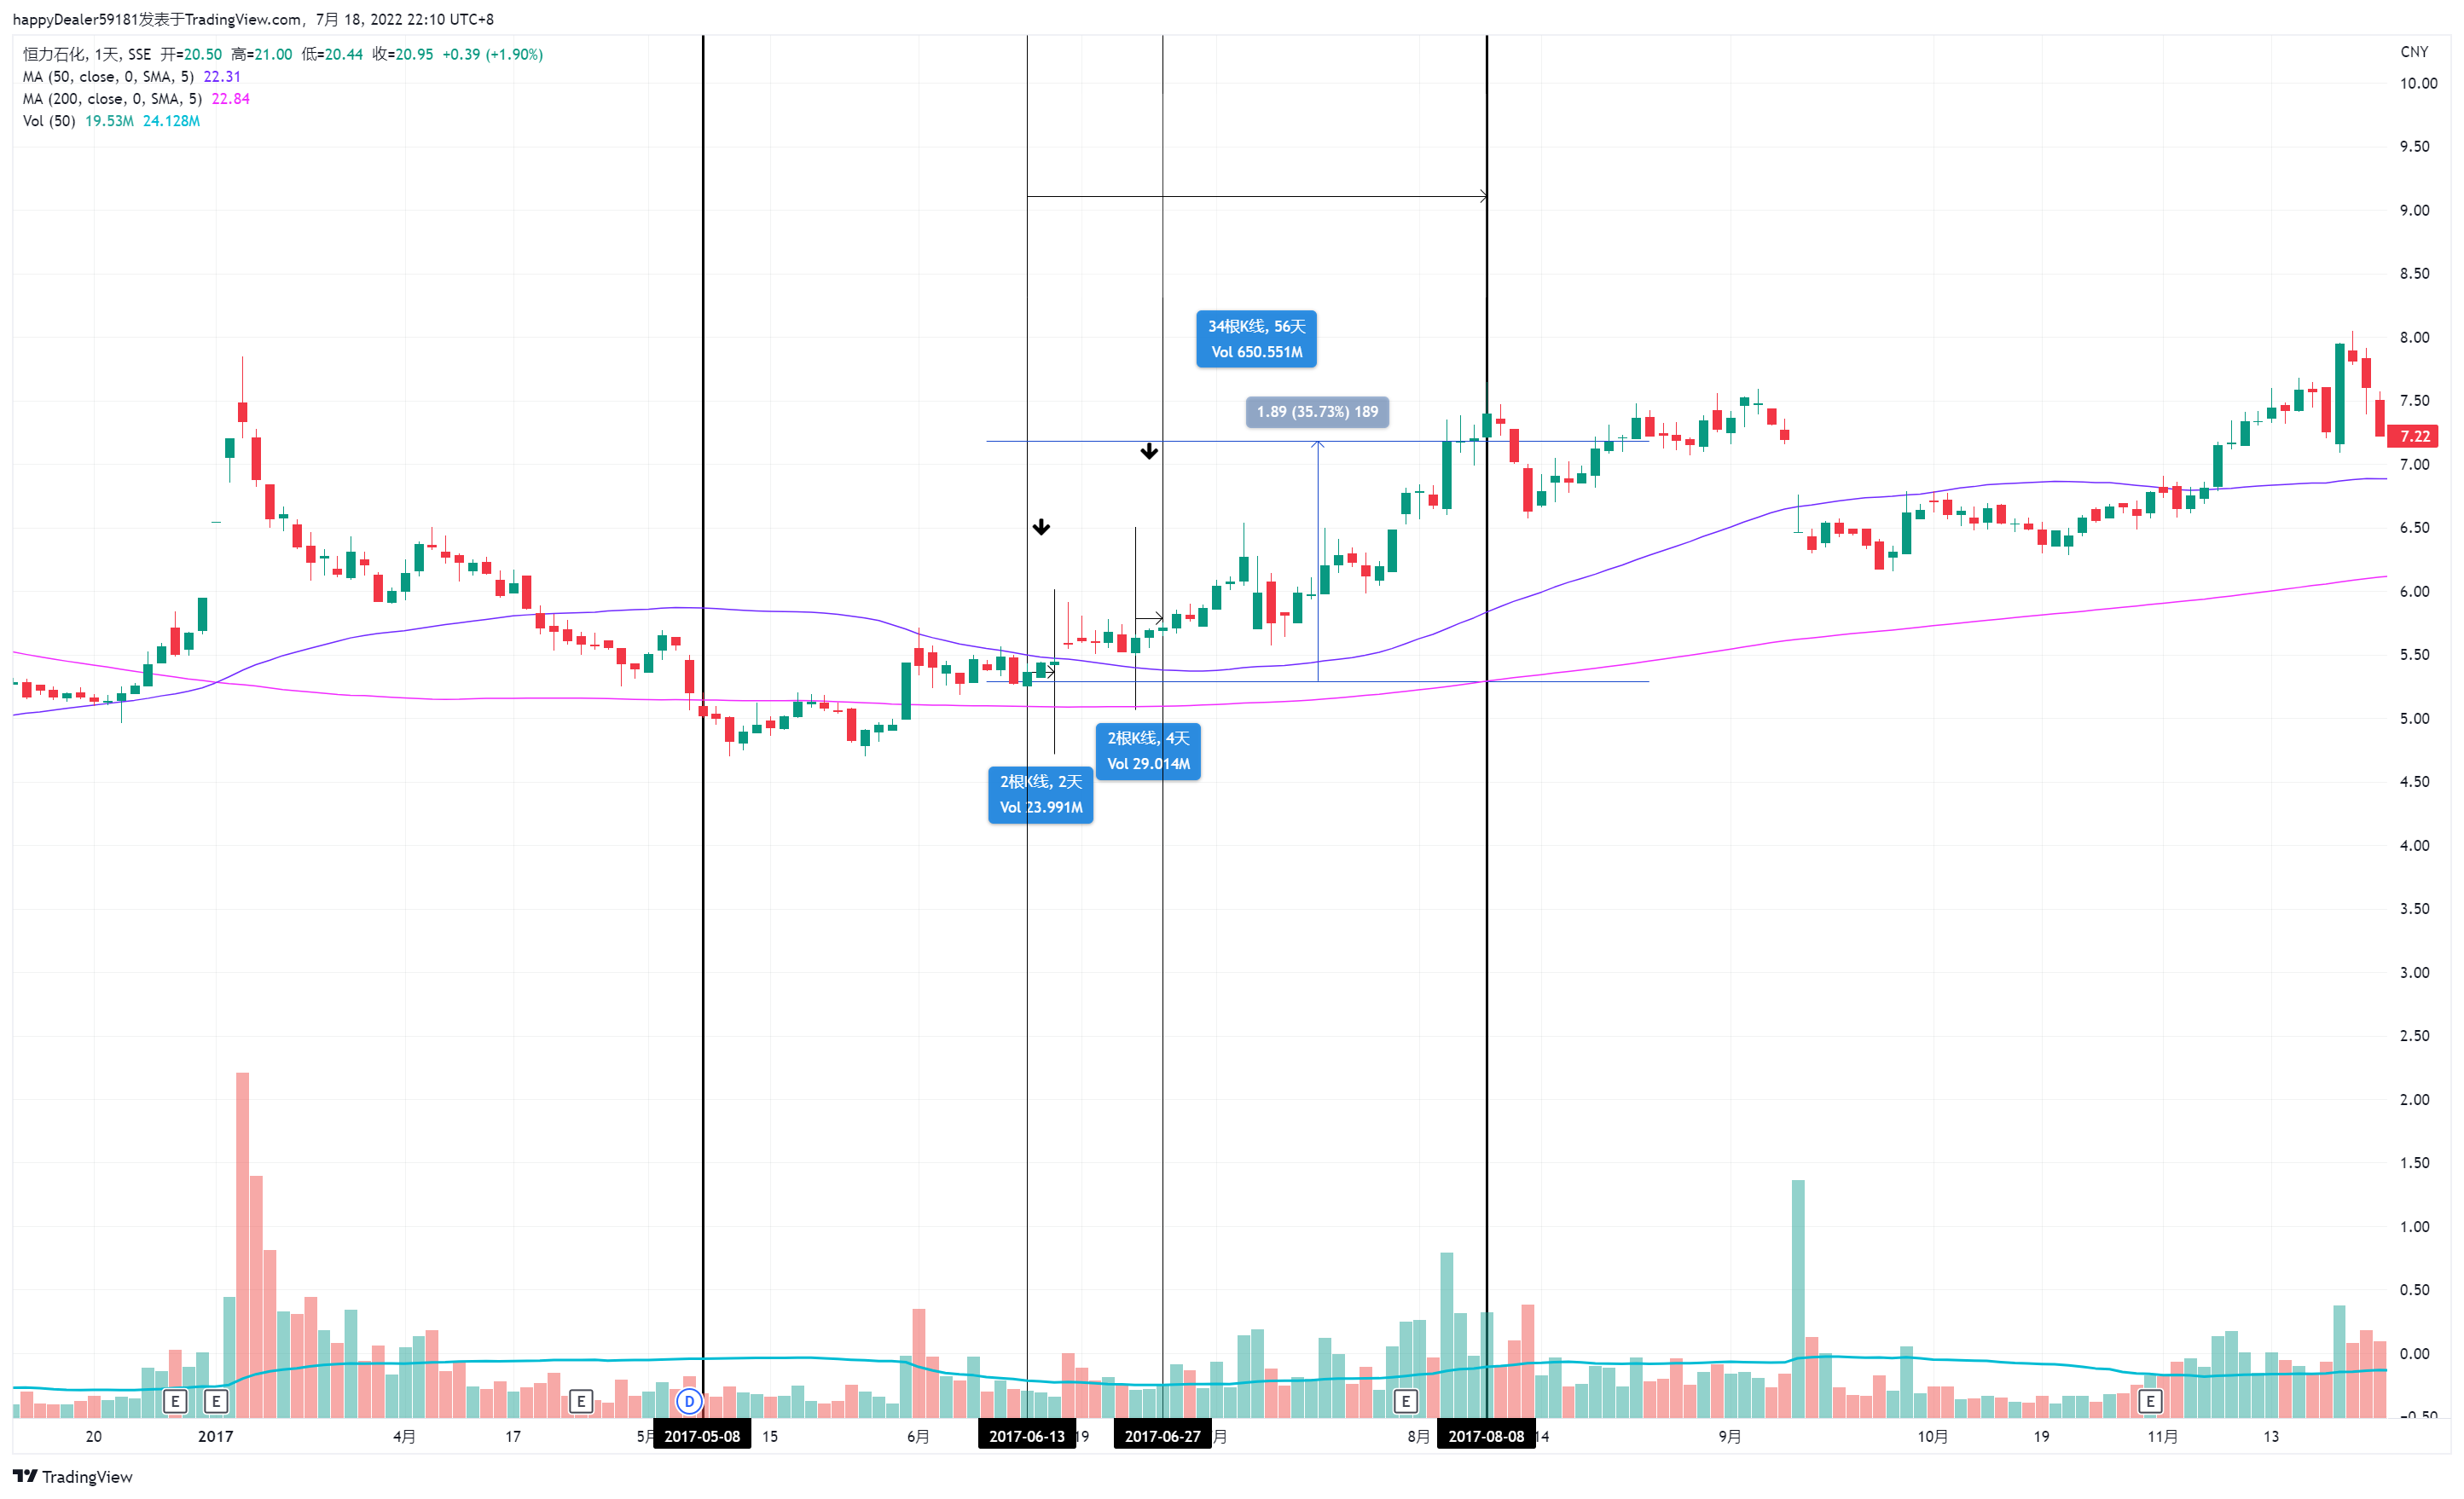 happyDealer59181发表于TradingView.com, 7月 18, 2022 22:10 UTC+8
恒力石化, 1天, SSE 开=20.50 高=21.00 低=20.44 收=20.95 +0.39 (+1.90%)
MA (50, close, 0, SMA, 5) 22.31
MA (200, close, 0, SMA, 5) 22.84
Vol (50) 19.53M 24.128M
CNY
10.00
9.50
9.00
8.50
8.00
7.50
7.22
7.00
6.50
6.00
5.50
5.00
4.50
4.00
3.50
3.00
2.50
2.00
1.50
1.00
0.50
0.00
-0.50
34根K线, 56天
Vol 650.551M
1.89 (35.73%) 189
2根K线, 4天
Vol 29.014M
2根K线, 2天
Vol 23.991M
E E E D E E
20 2017 4月 17 5月 2017-05-08 15 6月 2017-06-13 19 2017-06-27 月 8月 2017-08-08 14 9月 10月 19 11月 13
TradingView